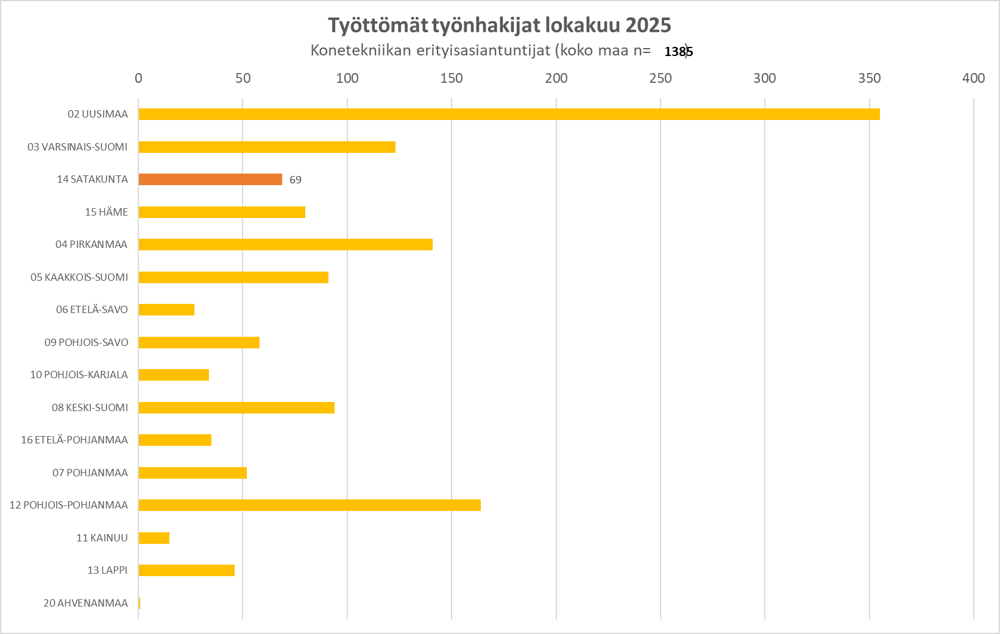 Työttömät työnhakijat lokakuu 2025
Konetekniikan erityisasiantuntijat (koko maa n= 1385)
0 50 100 150 200 250 300 350 400
02 UUSIMAA
03 VARSINAIS-SUOMI
14 SATAKUNTA 69
15 HÄME
04 PIRKANMAA
05 KAAKKOIS-SUOMI
06 ETELÄ-SAVO
09 POHJOIS-SAVO
10 POHJOIS-KARJALA
08 KESKI-SUOMI
16 ETELÄ-POHJANMAA
07 POHJANMAA
12 POHJOIS-POHJANMAA
11 KAINUU
13 LAPPI
20 AHVENANMAA